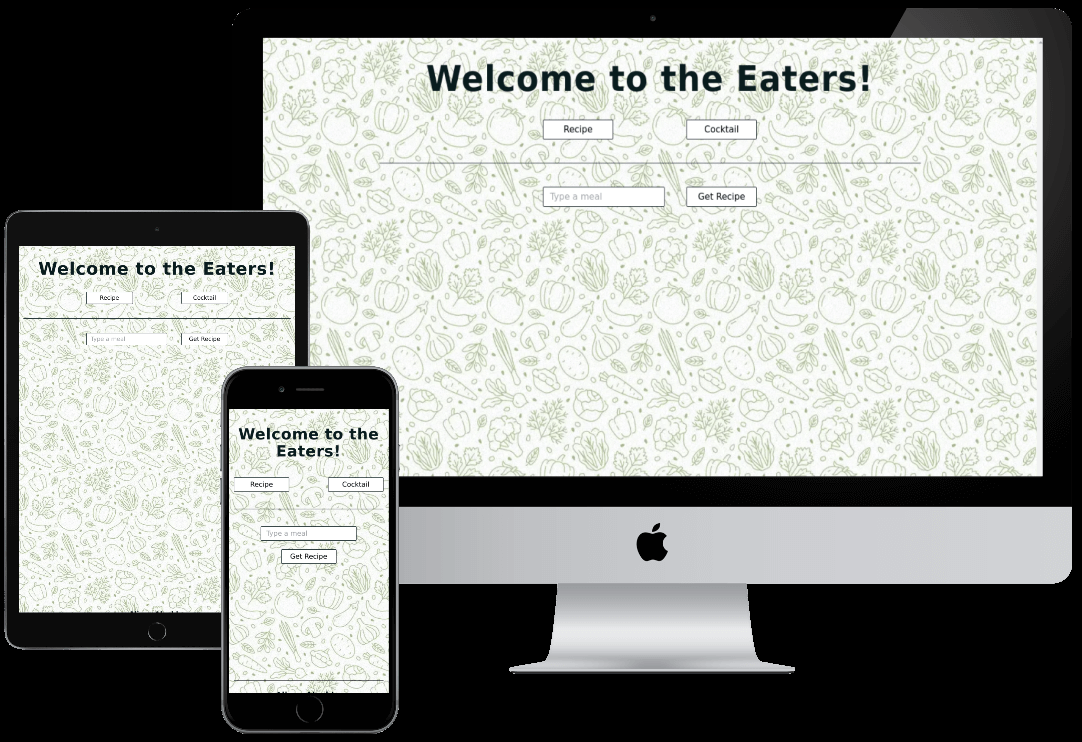 Welcome to the Eaters!
Recipe
Cocktail
Type a meal
Get Recipe
Welcome to the Eaters!
Recipe
Cocktail
Type a meal
Get Recipe
Welcome to the
Eaters!
Recipe
Cocktail
Type a meal
Get Recipe